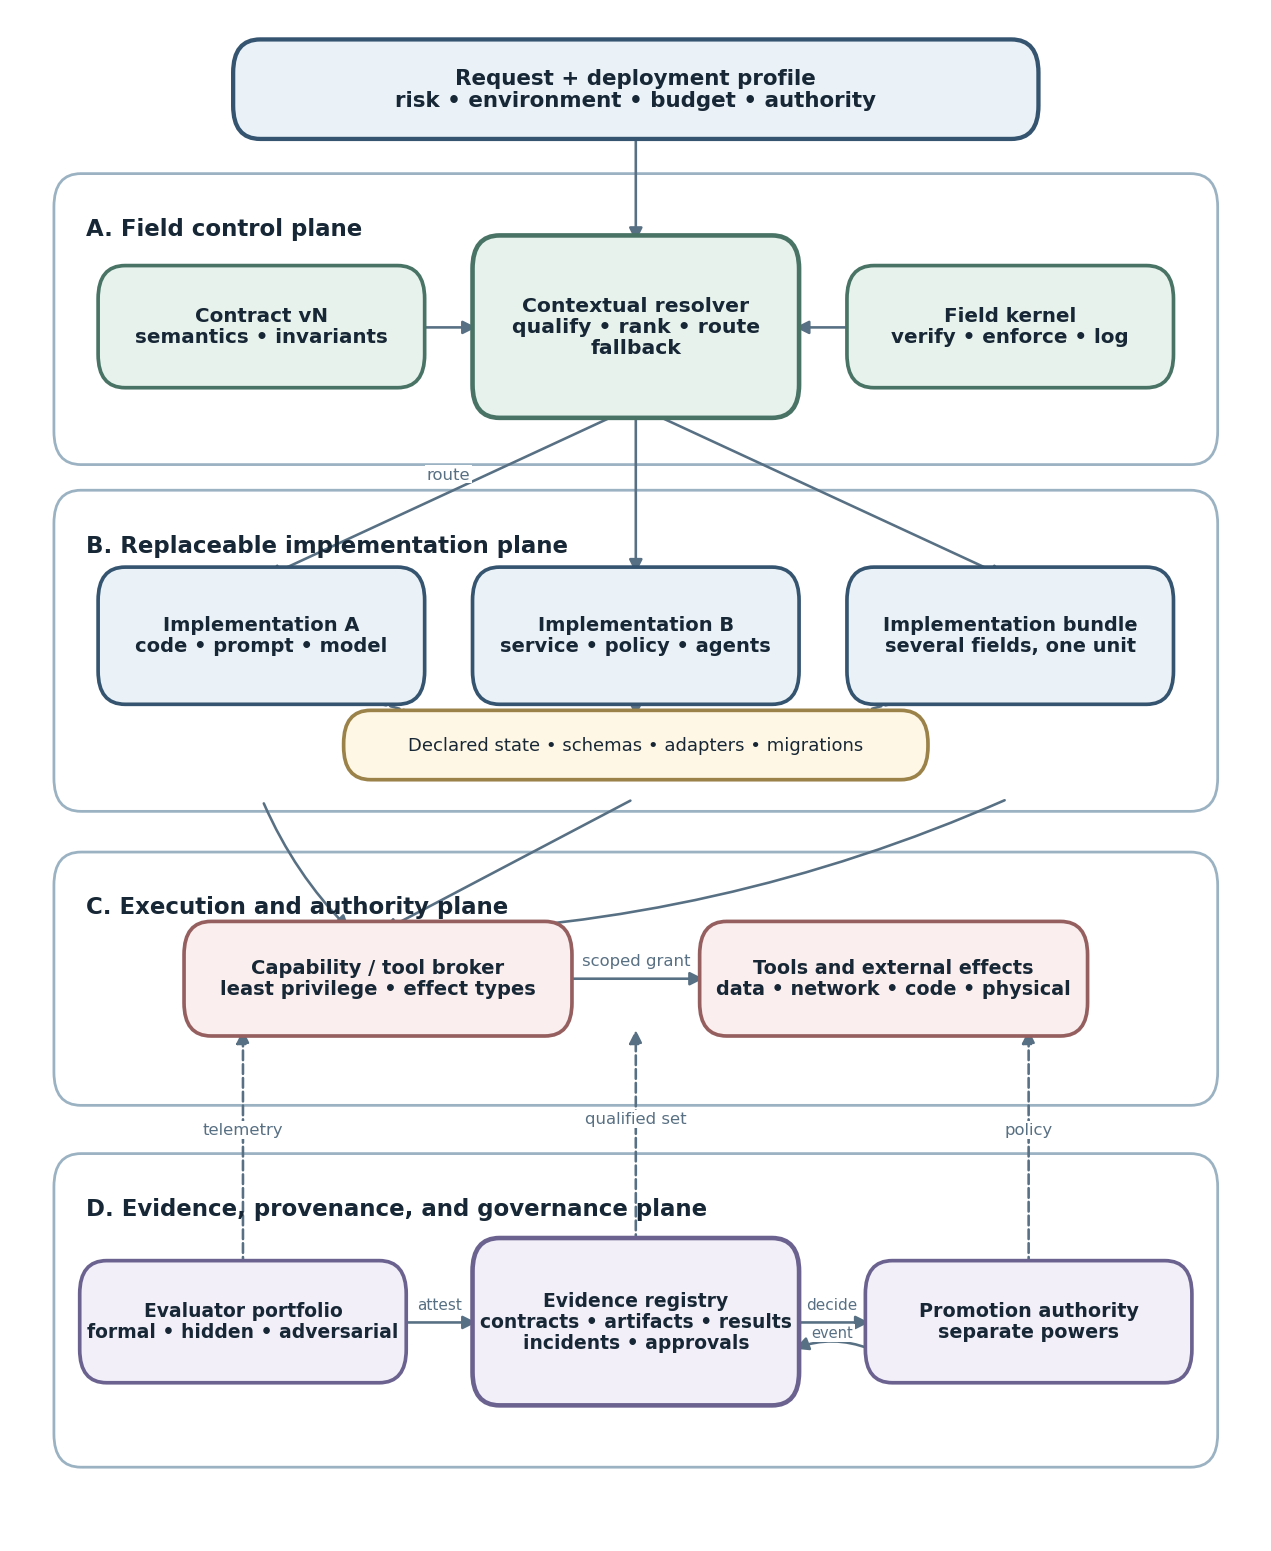 Request + deployment profile
risk • environment • budget • authority
A. Field control plane
Contract vN
semantics • invariants
Contextual resolver
qualify • rank • route
fallback
Field kernel
verify • enforce • log
route
B. Replaceable implementation plane
Implementation A
code • prompt • model
Implementation B
service • policy • agents
Implementation bundle
several fields, one unit
Declared state • schemas • adapters • migrations
C. Execution and authority plane
Capability / tool broker
least privilege • effect types
scoped grant
Tools and external effects
data • network • code • physical
telemetry
qualified set
policy
D. Evidence, provenance, and governance plane
Evaluator portfolio
formal • hidden • adversarial
attest
Evidence registry
contracts • artifacts • results
incidents • approvals
decide
event
Promotion authority
separate powers